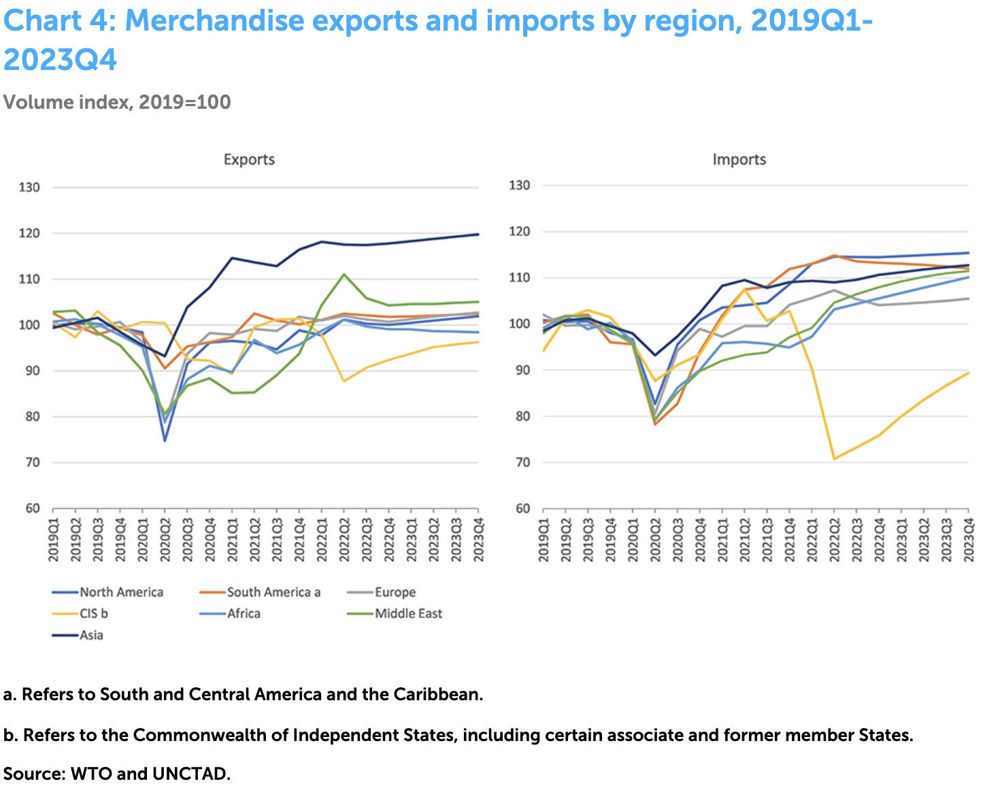 Chart 4: Merchandise exports and imports by region, 2019Q1-
2023Q4
Volume index, 2019=100
Exports
130
120
110
100
90
80
70
60
2019Q1
2019Q2
2019Q3
2019Q4
2020Q1
2020Q2
2020Q3
2020Q4
2021Q1
2021Q2
2021Q3
2021Q4
2022Q1
2022Q2
2022Q3
2022Q4
2023Q1
2023Q2
2023Q3
2023Q4
Imports
130
120
110
100
90
80
70
60
2019Q1
2019Q2
2019Q3
2019Q4
2020Q1
2020Q2
2020Q3
2020Q4
2021Q1
2021Q2
2021Q3
2021Q4
2022Q1
2022Q2
2022Q3
2022Q4
2023Q1
2023Q2
2023Q3
2023Q4
North America
South America a
Europe
CIS b
Africa
Middle East
Asia
a. Refers to South and Central America and the Caribbean.
b. Refers to the Commonwealth of Independent States, including certain associate and former member States.
Source: WTO and UNCTAD.